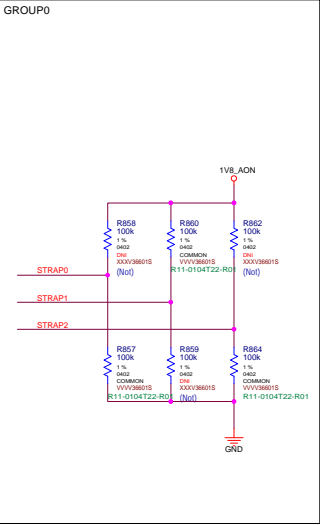 GROUP0
1V8_AON
R858
100k
1 %
0402
DNI
XXXV36601S
(Not)
R860
100k
1 %
0402
COMMON
VVVV36601S
R11-0104T22-R01
R862
100k
1 %
0402
DNI
XXXV36601S
(Not)
STRAP0
STRAP1
STRAP2
R857
100k
1 %
0402
COMMON
VVVV36601S
R11-0104T22-R01
R859
100k
1 %
0402
DNI
XXXV36601S
(Not)
R864
100k
1 %
0402
COMMON
VVVV36601S
R11-0104T22-R01
GND